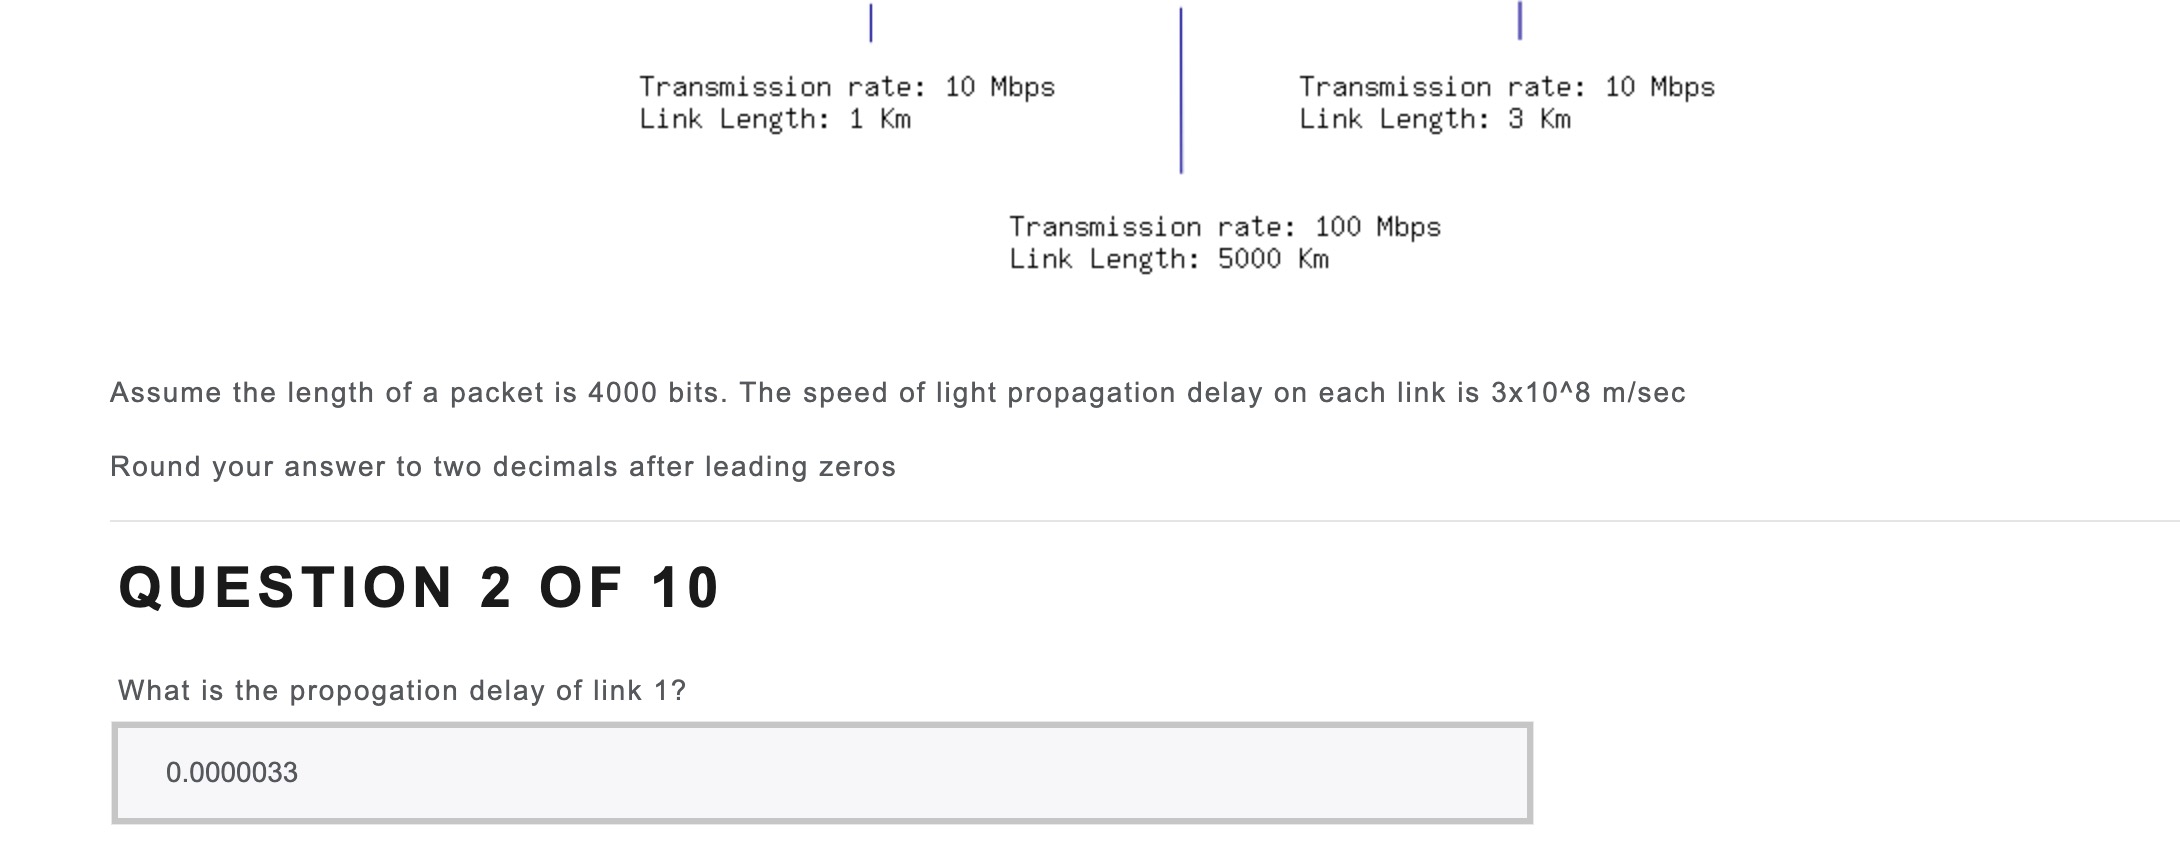 Transmission rate: 10 Mbps
Link Length: 1 Km
Transmission rate: 10 Mbps
Link Length: 3 Km
Transmission rate: 100 Mbps
Link Length: 5000 Km
Assume the length of a packet is 4000 bits. The speed of light propagation delay on each link is 3x10^8 m/sec
Round your answer to two decimals after leading zeros
QUESTION 2 OF 10
What is the propogation delay of link 1?
0.0000033